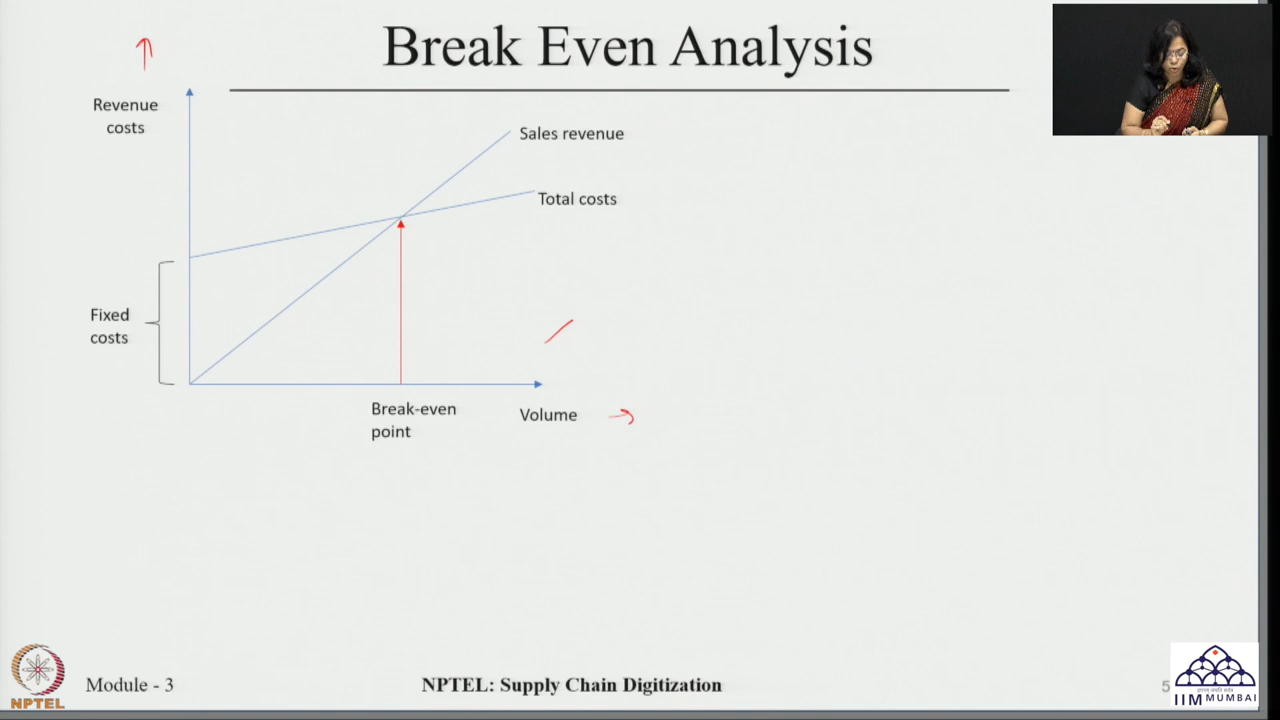 Break Even Analysis
Revenue
costs
Sales revenue
Total costs
Fixed
costs
Break-even
point
Volume
NPTEL
Module - 3
NPTEL: Supply Chain Digitization
5
IIM MUMBAI